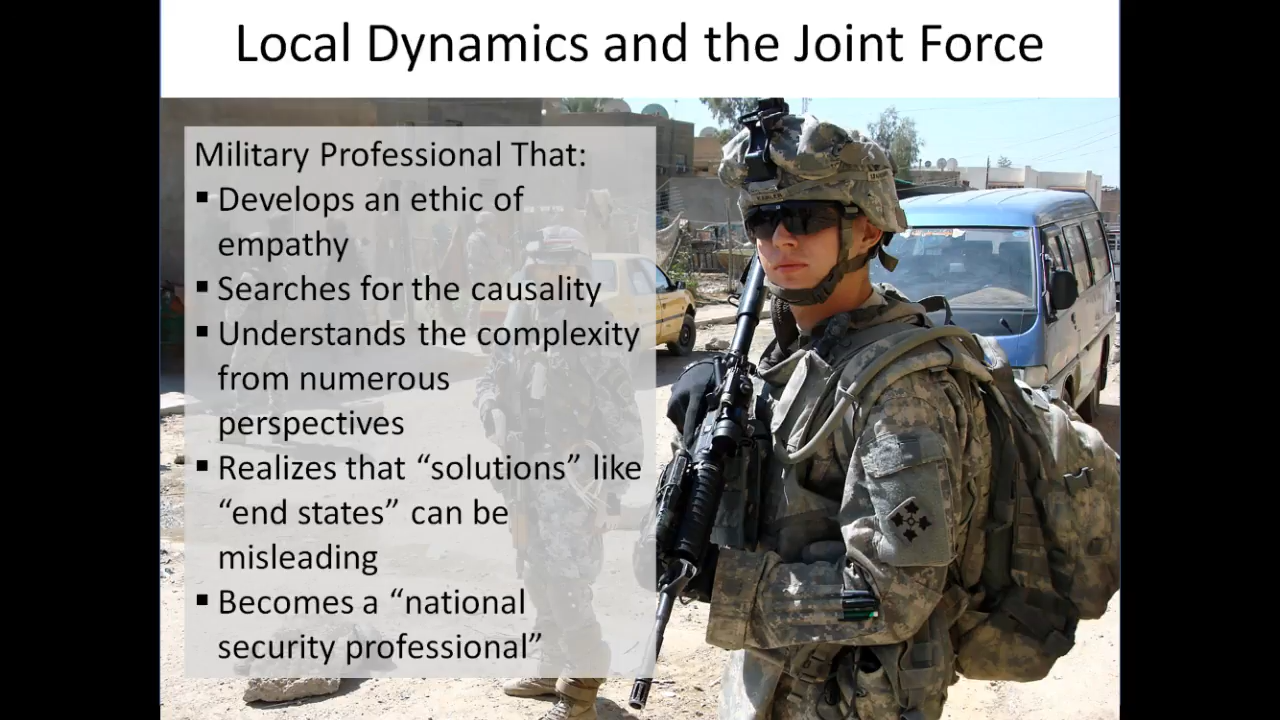 Local Dynamics and the Joint Force
Military Professional That:
▪ Develops an ethic of
empathy
▪ Searches for the causality
▪ Understands the complexity
from numerous
perspectives
▪ Realizes that “solutions” like
“end states” can be
misleading
▪ Becomes a “national
security professional”